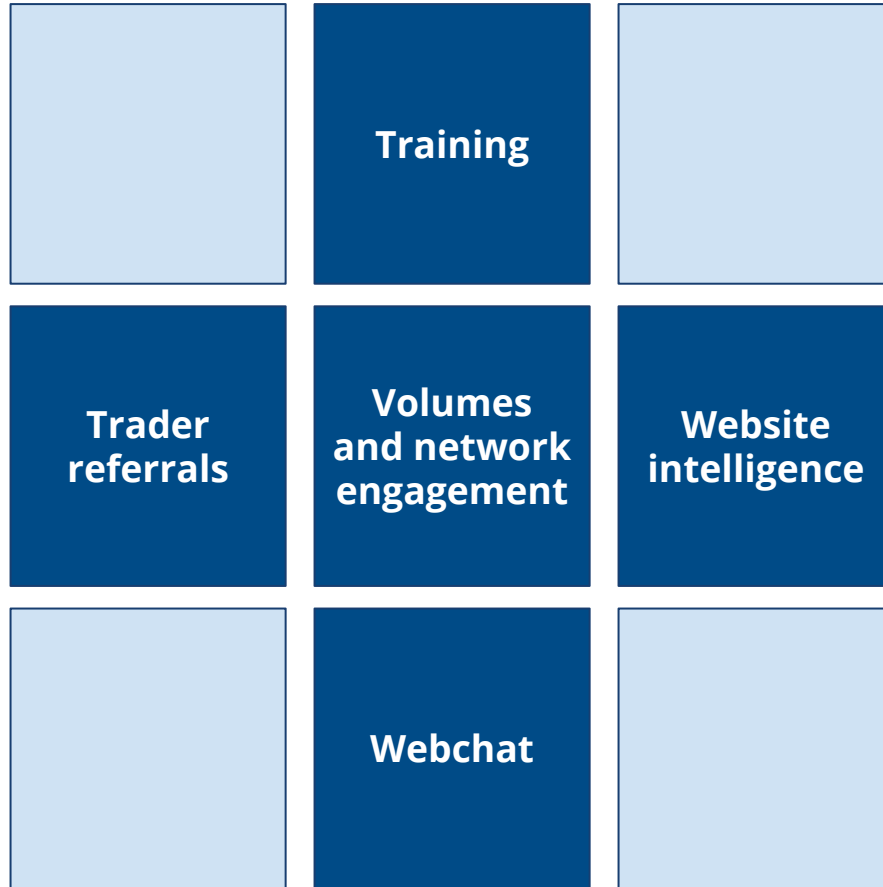 Training
Trader
referrals
Volumes
and network
engagement
Website
intelligence
Webchat